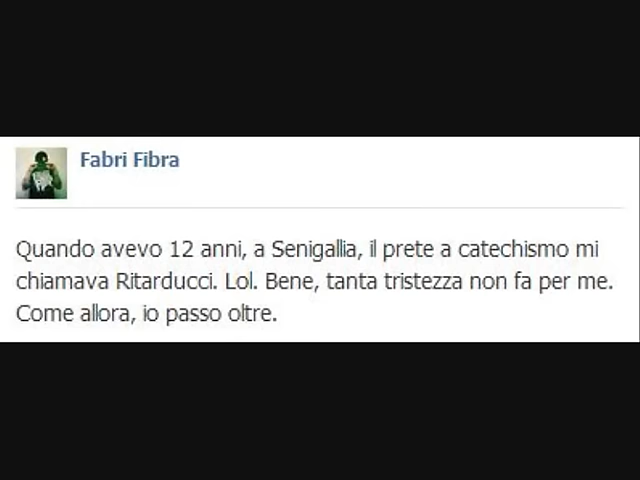 Fabri Fibra
Quando avevo 12 anni, a Senigallia, il prete a catechismo mi
chiamava Ritarducci. Lol. Bene, tanta tristezza non fa per me.
Come allora, io passo oltre.